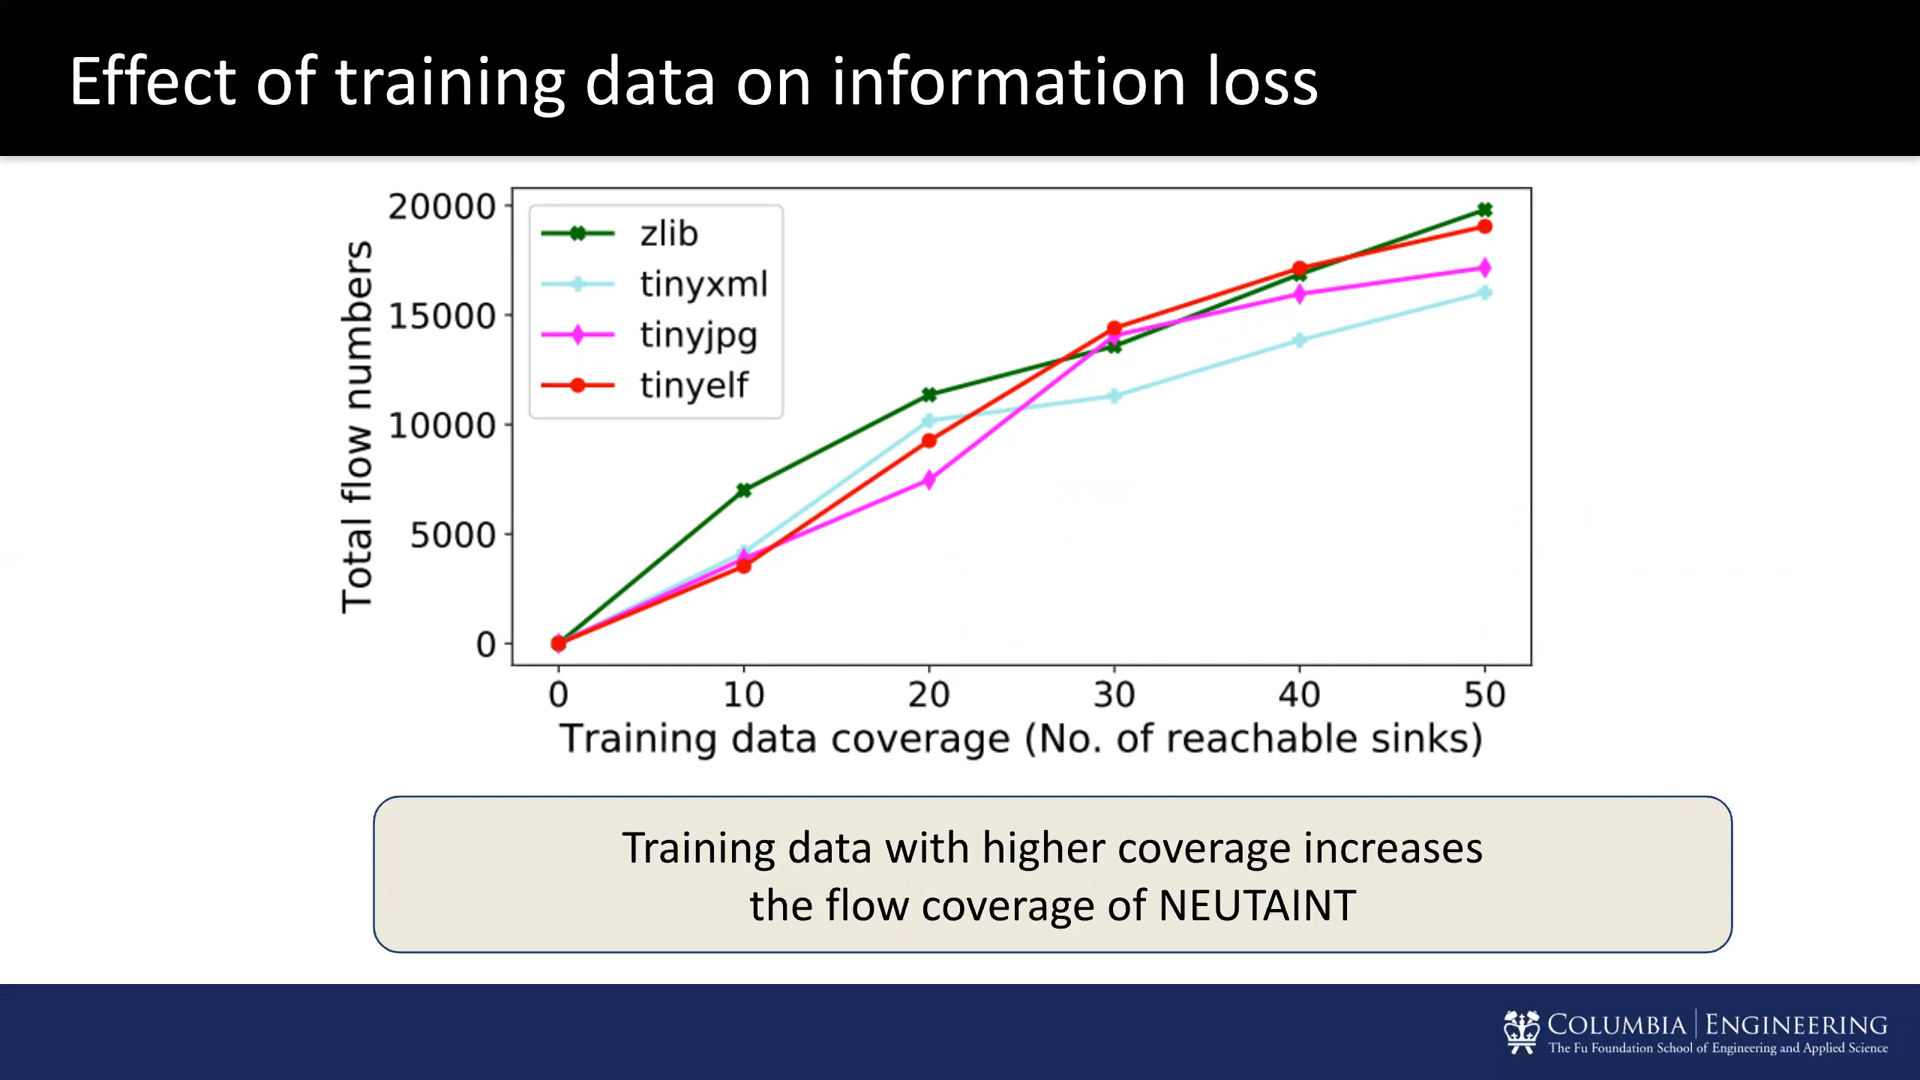 Effect of training data on information loss
20000
15000
10000
5000
0
Total flow numbers
zlib
tinyxml
tinyjpg
tinyelf
0 10 20 30 40 50
Training data coverage (No. of reachable sinks)
Training data with higher coverage increases
the flow coverage of NEUTAINT
COLUMBIA | ENGINEERING
The Fu Foundation School of Engineering and Applied Science